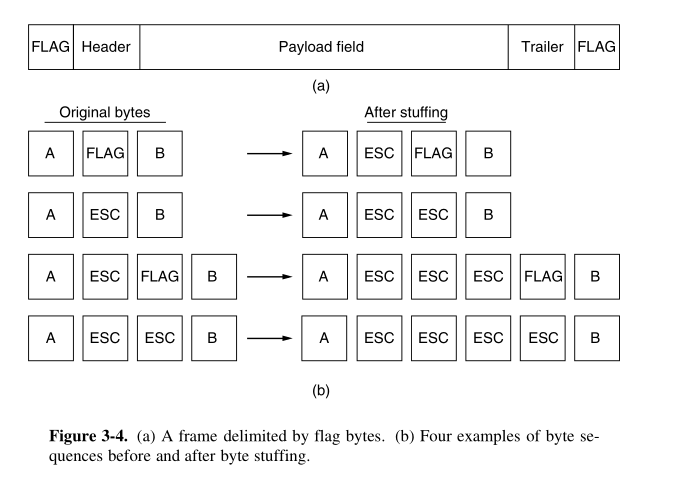 FLAG Header Payload field Trailer FLAG
(a)
Original bytes After stuffing
A FLAG B A ESC FLAG B
A ESC B A ESC ESC B
A ESC FLAG B A ESC ESC ESC FLAG B
A ESC ESC B A ESC ESC ESC ESC B
(b)
Figure 3-4. (a) A frame delimited by flag bytes. (b) Four examples of byte se-
quences before and after byte stuffing.